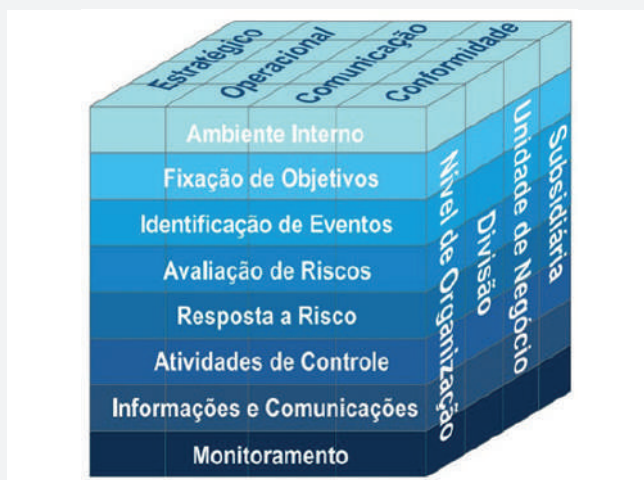 Estratégico
Operacional
Comunicação
Conformidade
Ambiente Interno
Fixação de Objetivos
Identificação de Eventos
Avaliação de Riscos
Resposta a Risco
Atividades de Controle
Informações e Comunicações
Monitoramento
Nível de Organização
Divisão
Unidade de Negócio
Subsidiária